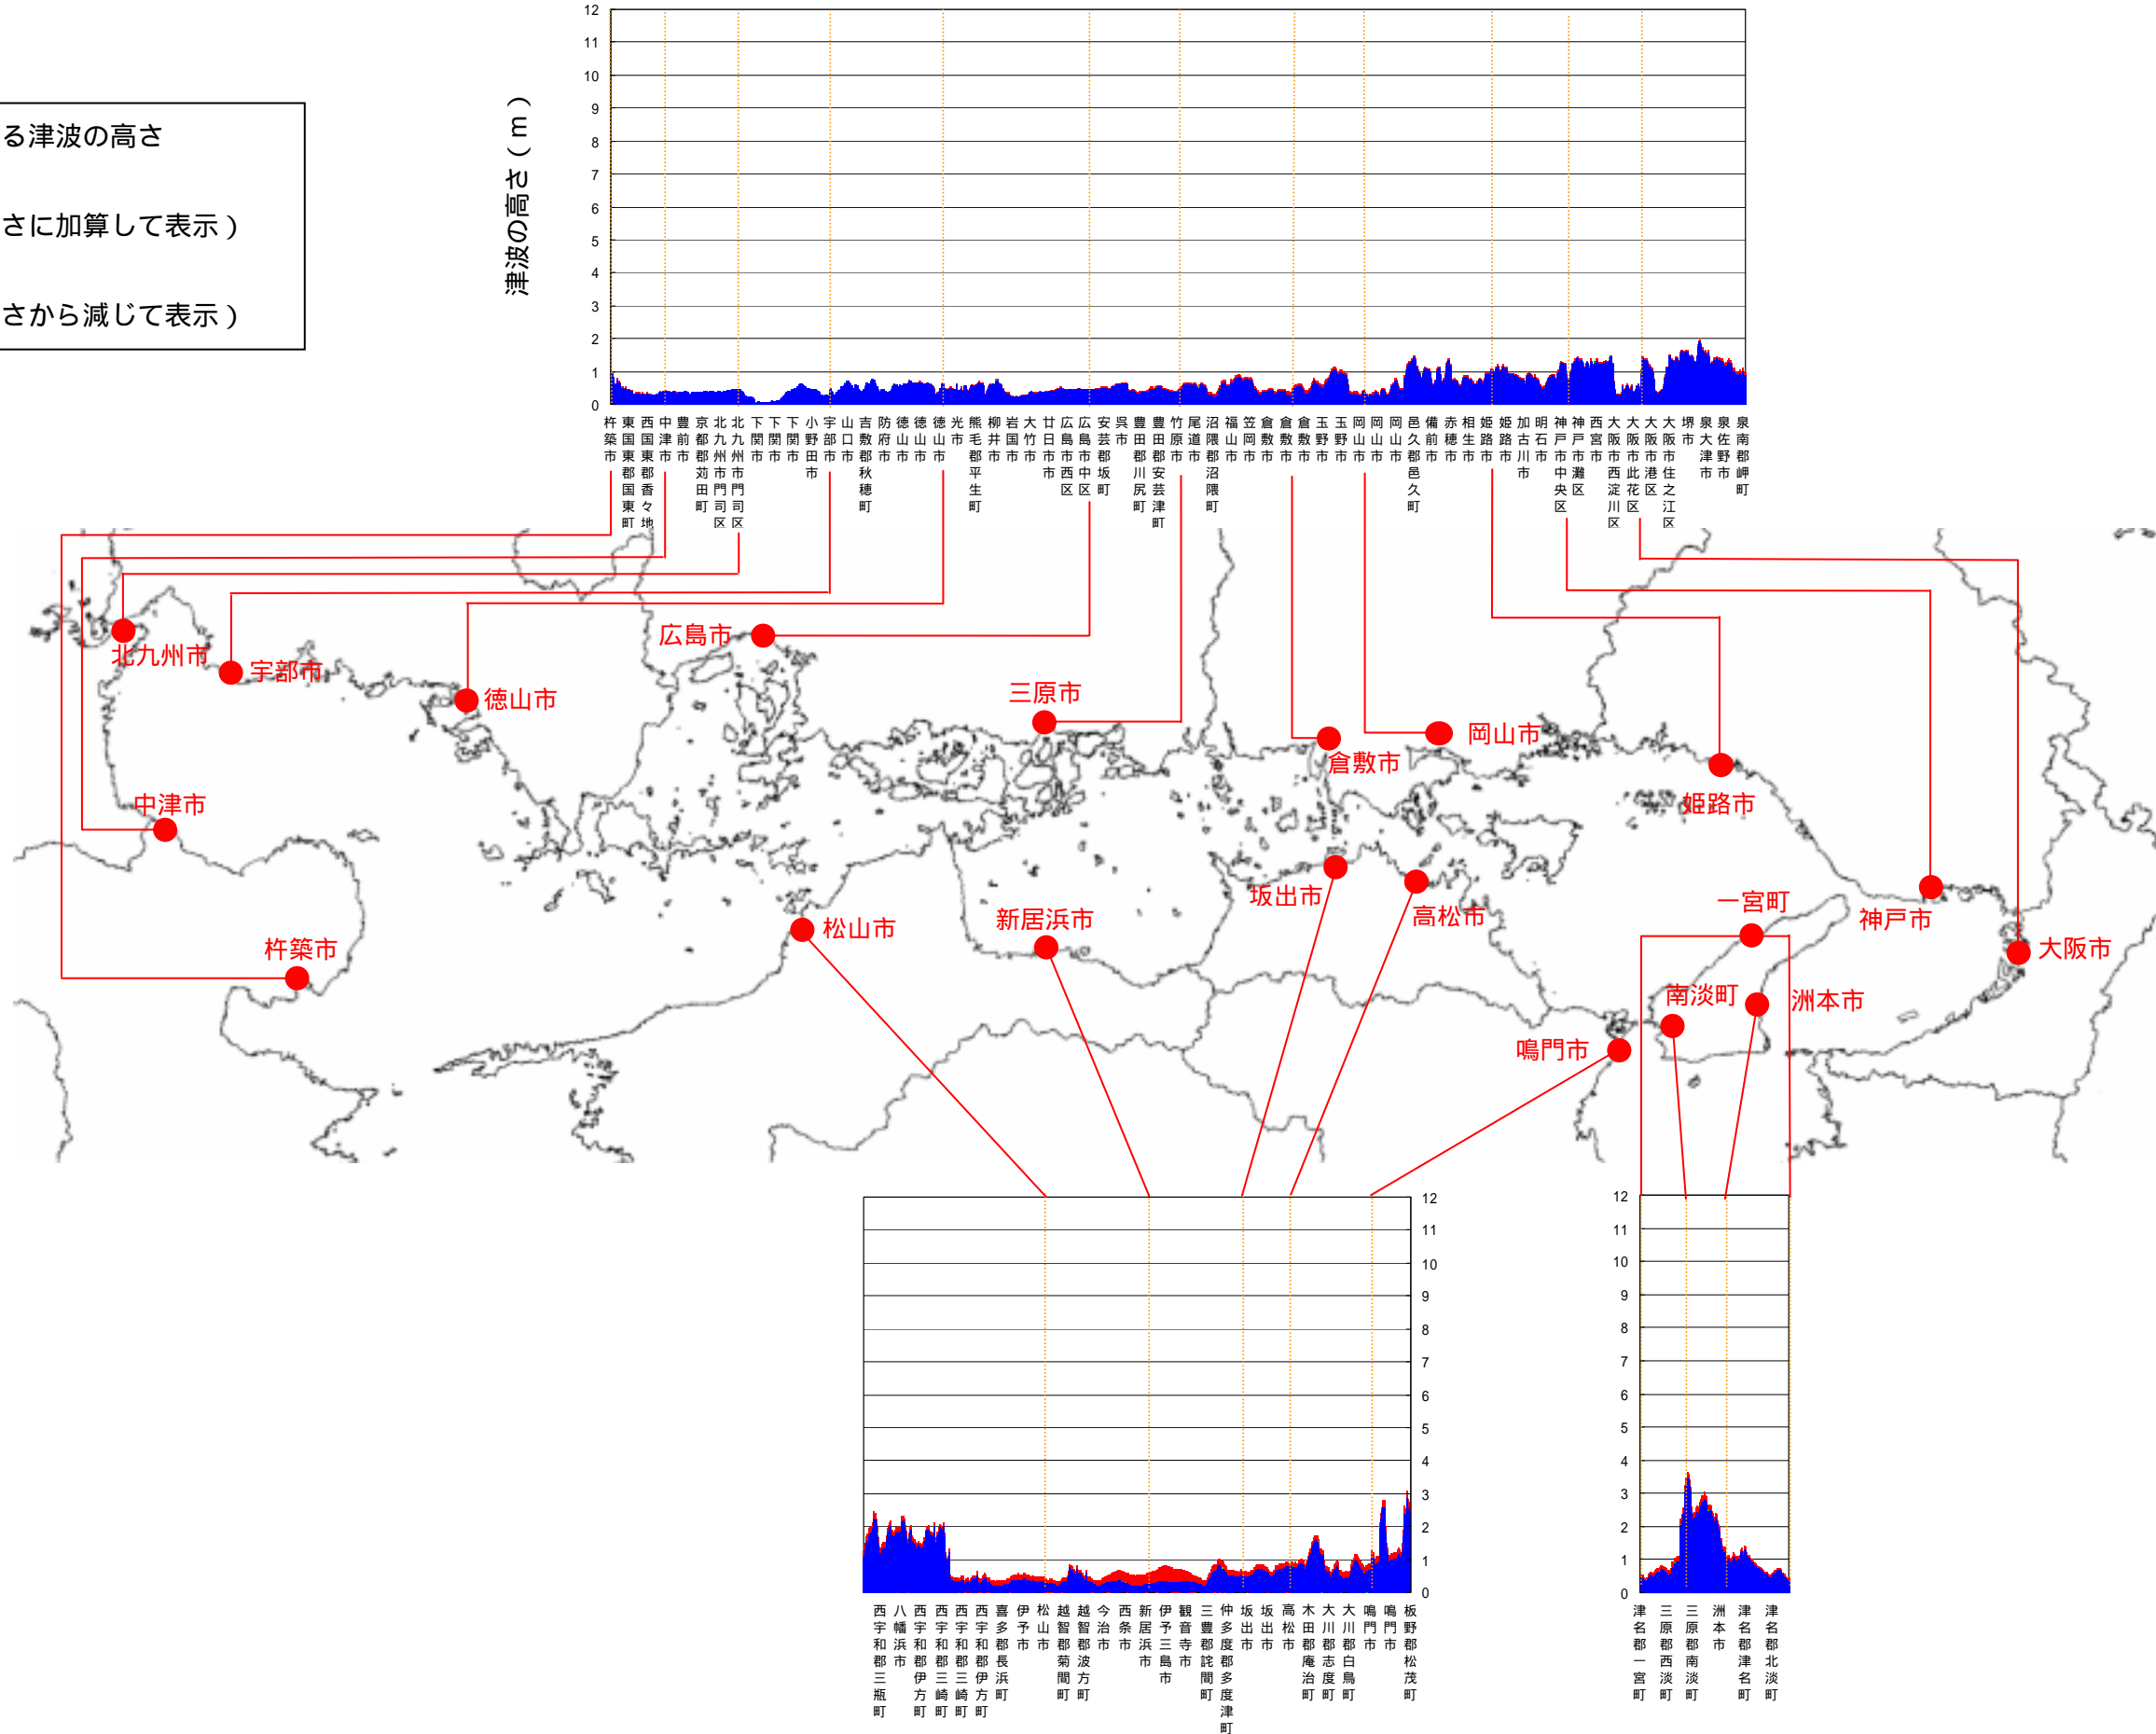 る津波の高さ
さに加算して表示）
さから減じて表示）
津波の高さ（ｍ）
12
11
10
9
8
7
6
5
4
3
2
1
0
杵築市
東国東郡国東町
西国東郡香々地
中津市
豊前市
京都郡苅田町
北九州市門司区
北九州市門司区
下関市
下関市
下関市
小野田市
宇部市
山口市
吉敷郡秋穂町
防府市
徳山市
徳山市
徳山市
光市
熊毛郡平生町
柳井市
岩国市
大竹市
廿日市市
広島市西区
広島市中区
安芸郡坂町
呉市
豊田郡川尻町
豊田郡安芸津町
竹原市
尾道市
沼隈郡沼隈町
福山市
笠岡市
倉敷市
倉敷市
倉敷市
玉野市
玉野市
岡山市
岡山市
岡山市
邑久郡邑久町
備前市
赤穂市
相生市
姫路市
姫路市
加古川市
明石市
神戸市中央区
神戸市灘区
西宮市
大阪市西淀川区
大阪市此花区
大阪市港区
大阪市住之江区
堺市
泉大津市
泉佐野市
泉南郡岬町
北九州市
宇部市
徳山市
広島市
三原市
倉敷市
岡山市
姫路市
中津市
杵築市
松山市
新居浜市
坂出市
高松市
一宮町
神戸市
大阪市
南淡町
洲本市
鳴門市
12
11
10
9
8
7
6
5
4
3
2
1
0
西宇和郡三瓶町
八幡浜市
西宇和郡伊方町
西宇和郡三崎町
西宇和郡三崎町
西宇和郡伊方町
喜多郡長浜町
伊予市
松山市
越智郡菊間町
越智郡波方町
今治市
西条市
新居浜市
伊予三島市
観音寺市
三豊郡詫間町
仲多度郡多度津町
坂出市
坂出市
高松市
木田郡庵治町
大川郡志度町
大川郡白鳥町
鳴門市
鳴門市
板野郡松茂町
12
11
10
9
8
7
6
5
4
3
2
1
0
津名郡一宮町
三原郡西淡町
三原郡南淡町
洲本市
津名郡津名町
津名郡北淡町